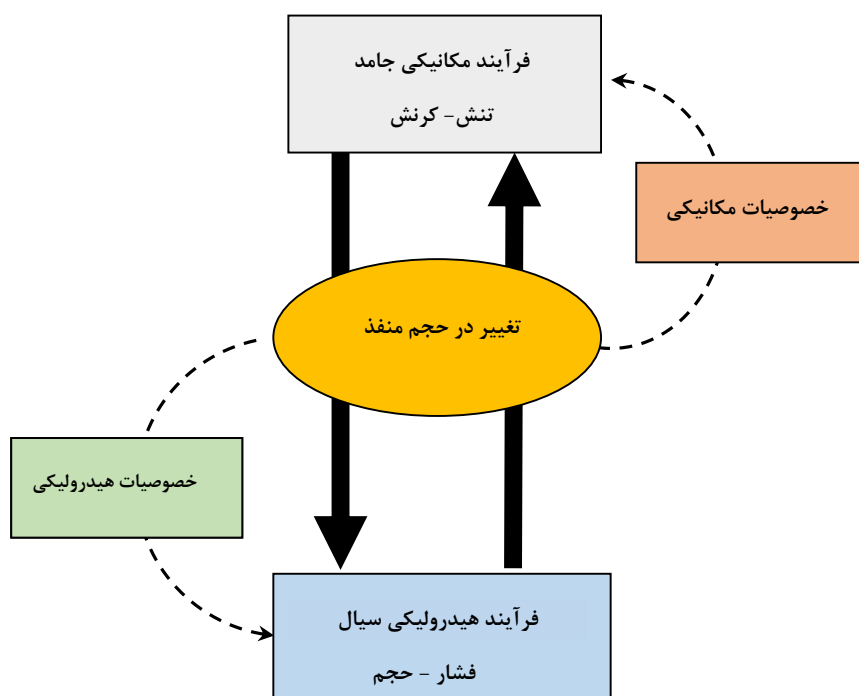 فرآیند مکانیکی جامد
تنش- کرنش
خصوصیات مکانیکی
تغییر در حجم منفذ
خصوصیات هیدرولیکی
فرآیند هیدرولیکی سیال
فشار - حجم